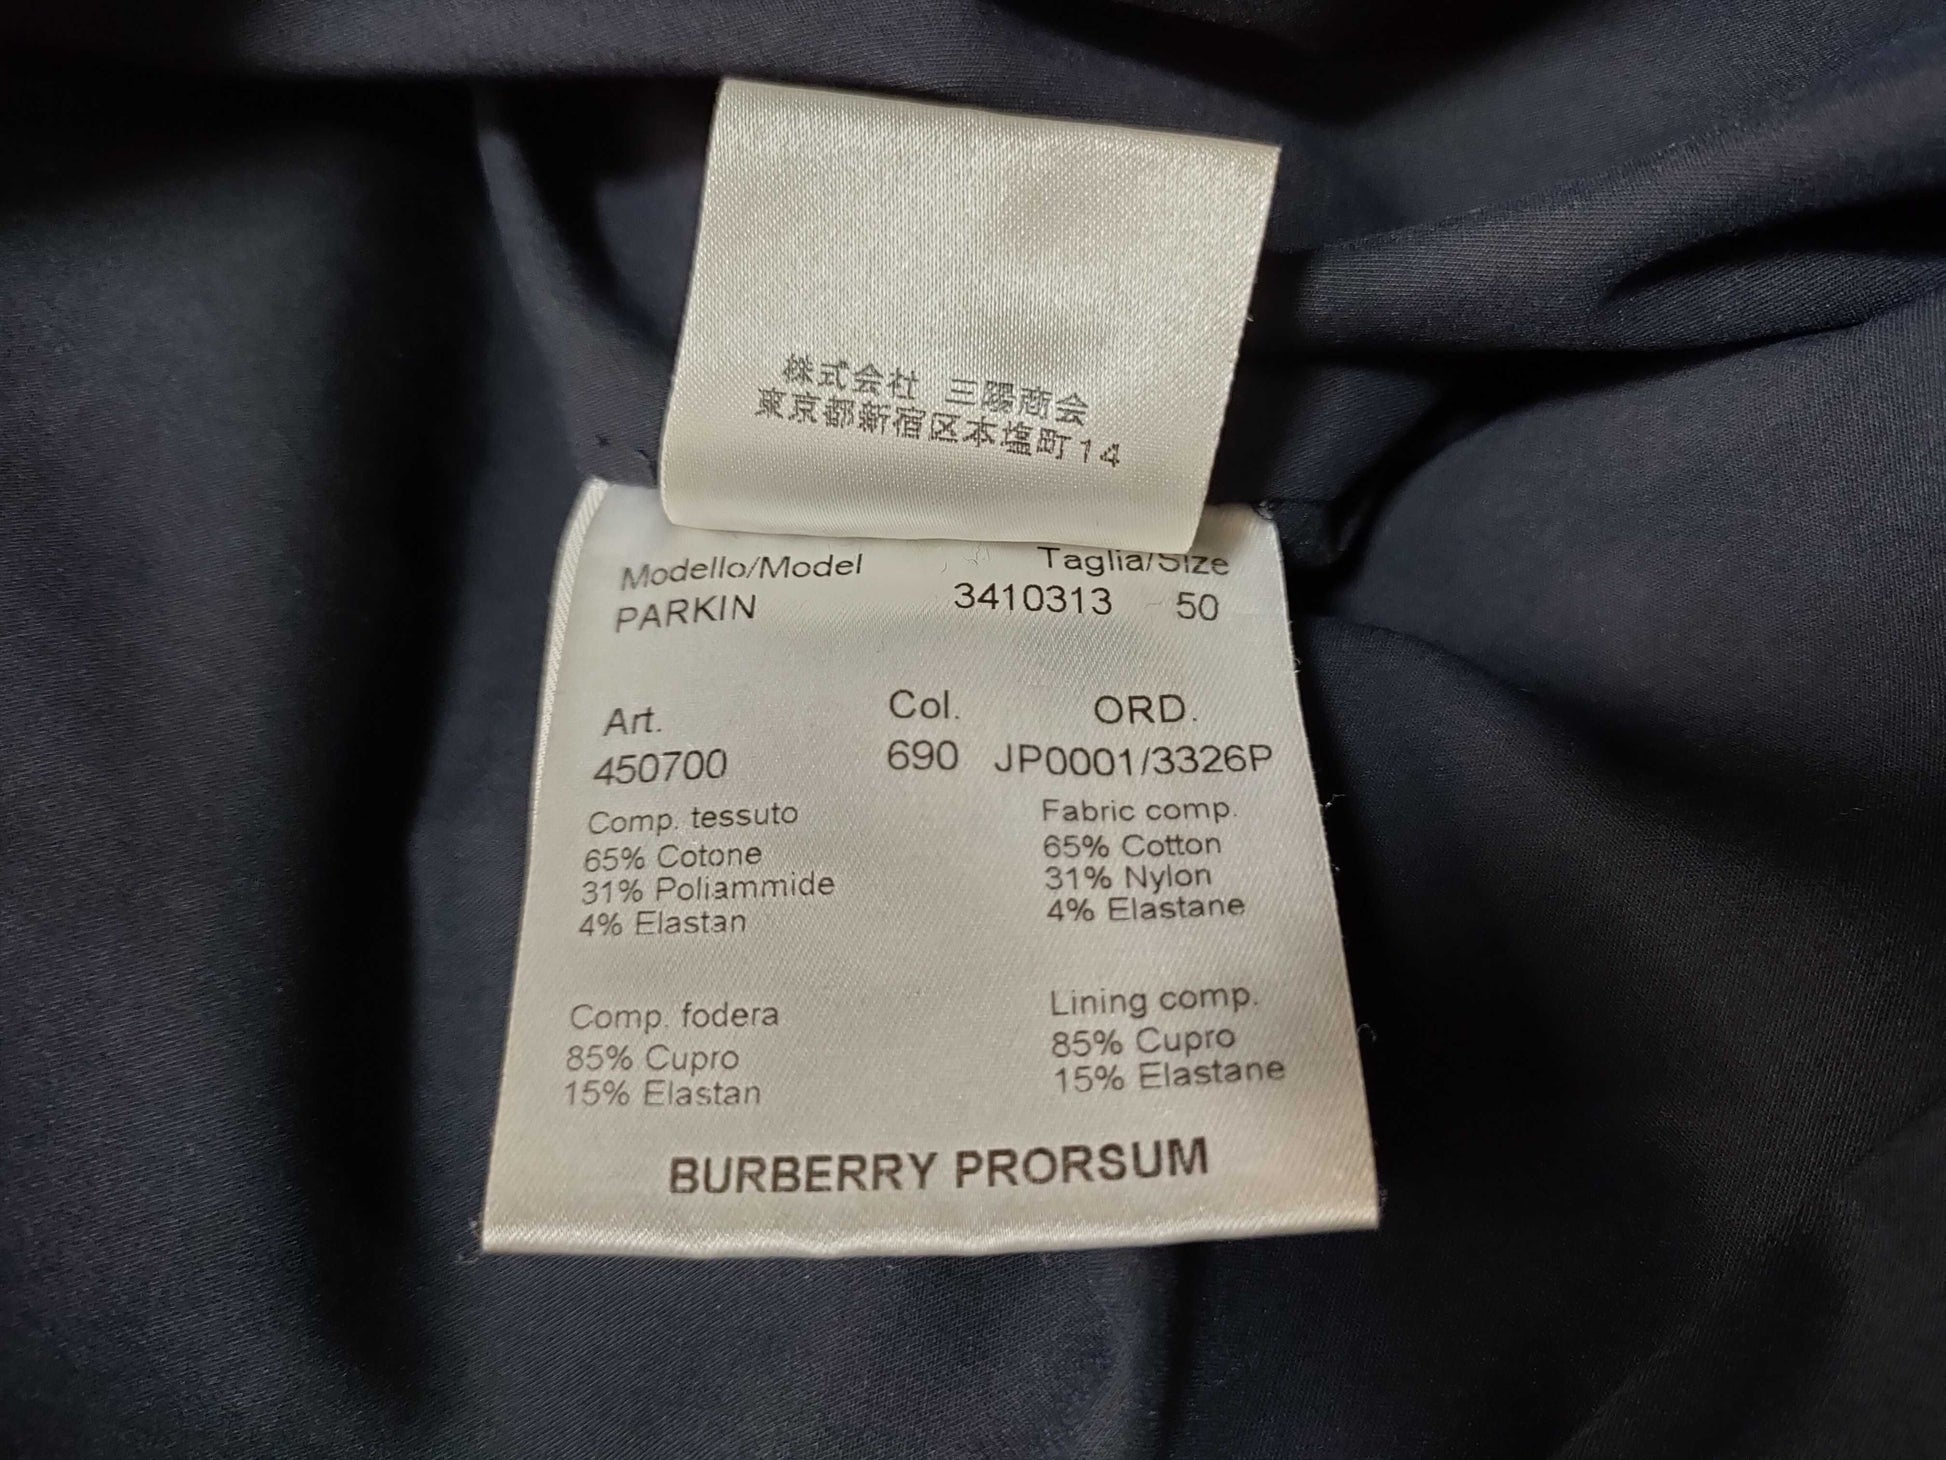 株式会社 三陽商会
東京都新宿区本塩町14
Modello/Model Taglia/Size
PARKIN 3410313 50
Art. Col. ORD.
450700 690 JP0001/3326P
Comp. tessuto Fabric comp.
65% Cotone 65% Cotton
31% Poliammide 31% Nylon
4% Elastan 4% Elastane
Comp. fodera Lining comp.
85% Cupro 85% Cupro
15% Elastan 15% Elastane
BURBERRY PRORSUM